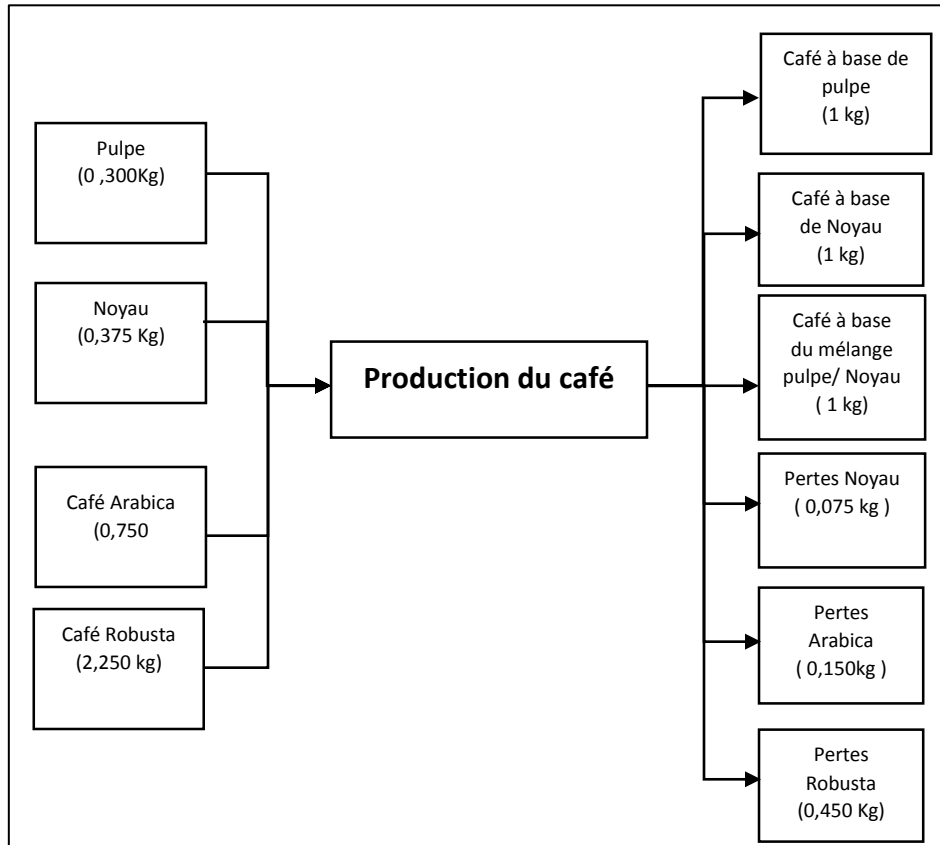 Pulpe
(0 ,300Kg)
Noyau
(0,375 Kg)
Café Arabica
(0,750
Café Robusta
(2,250 kg)
Production du café
Café à base de
pulpe
(1 kg)
Café à base
de Noyau
(1 kg)
Café à base
du mélange
pulpe/ Noyau
( 1 kg)
Pertes Noyau
( 0,075 kg )
Pertes
Arabica
( 0,150kg )
Pertes
Robusta
(0,450 Kg)